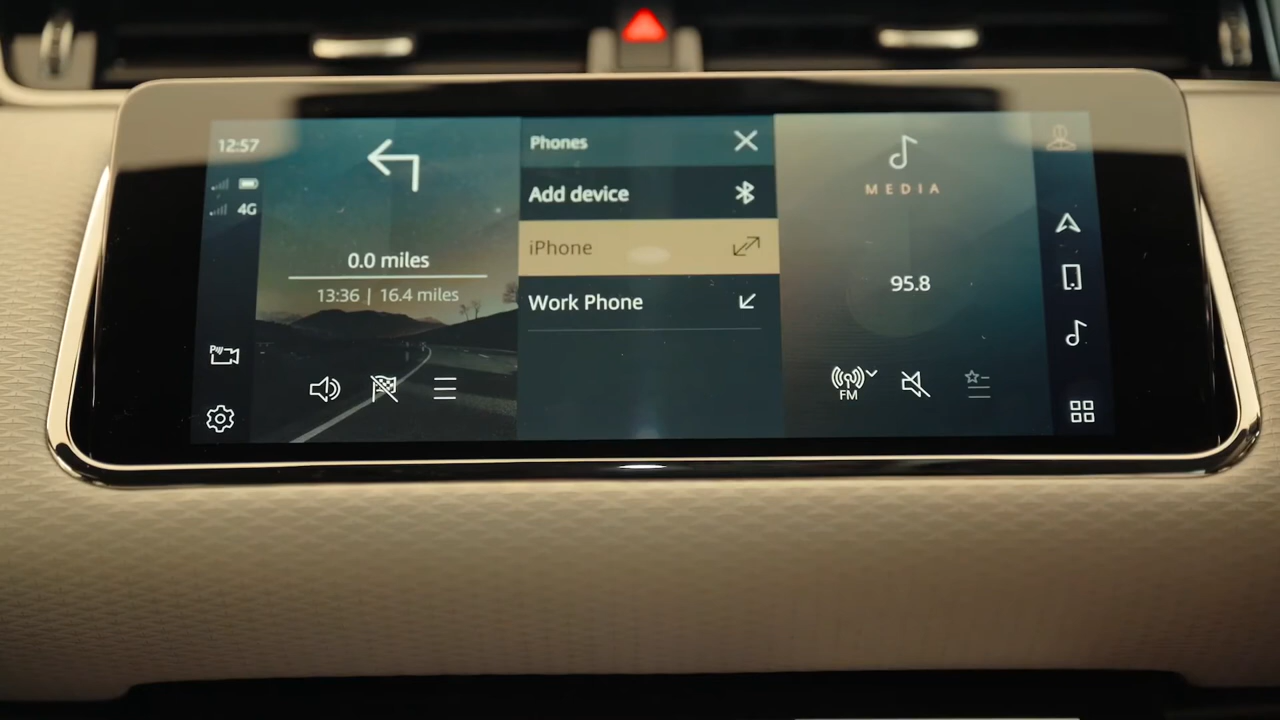 12:57
4G
0.0 miles
13:36 | 16.4 miles
Phones
Add device
iPhone
Work Phone
MEDIA
95.8
FM
P